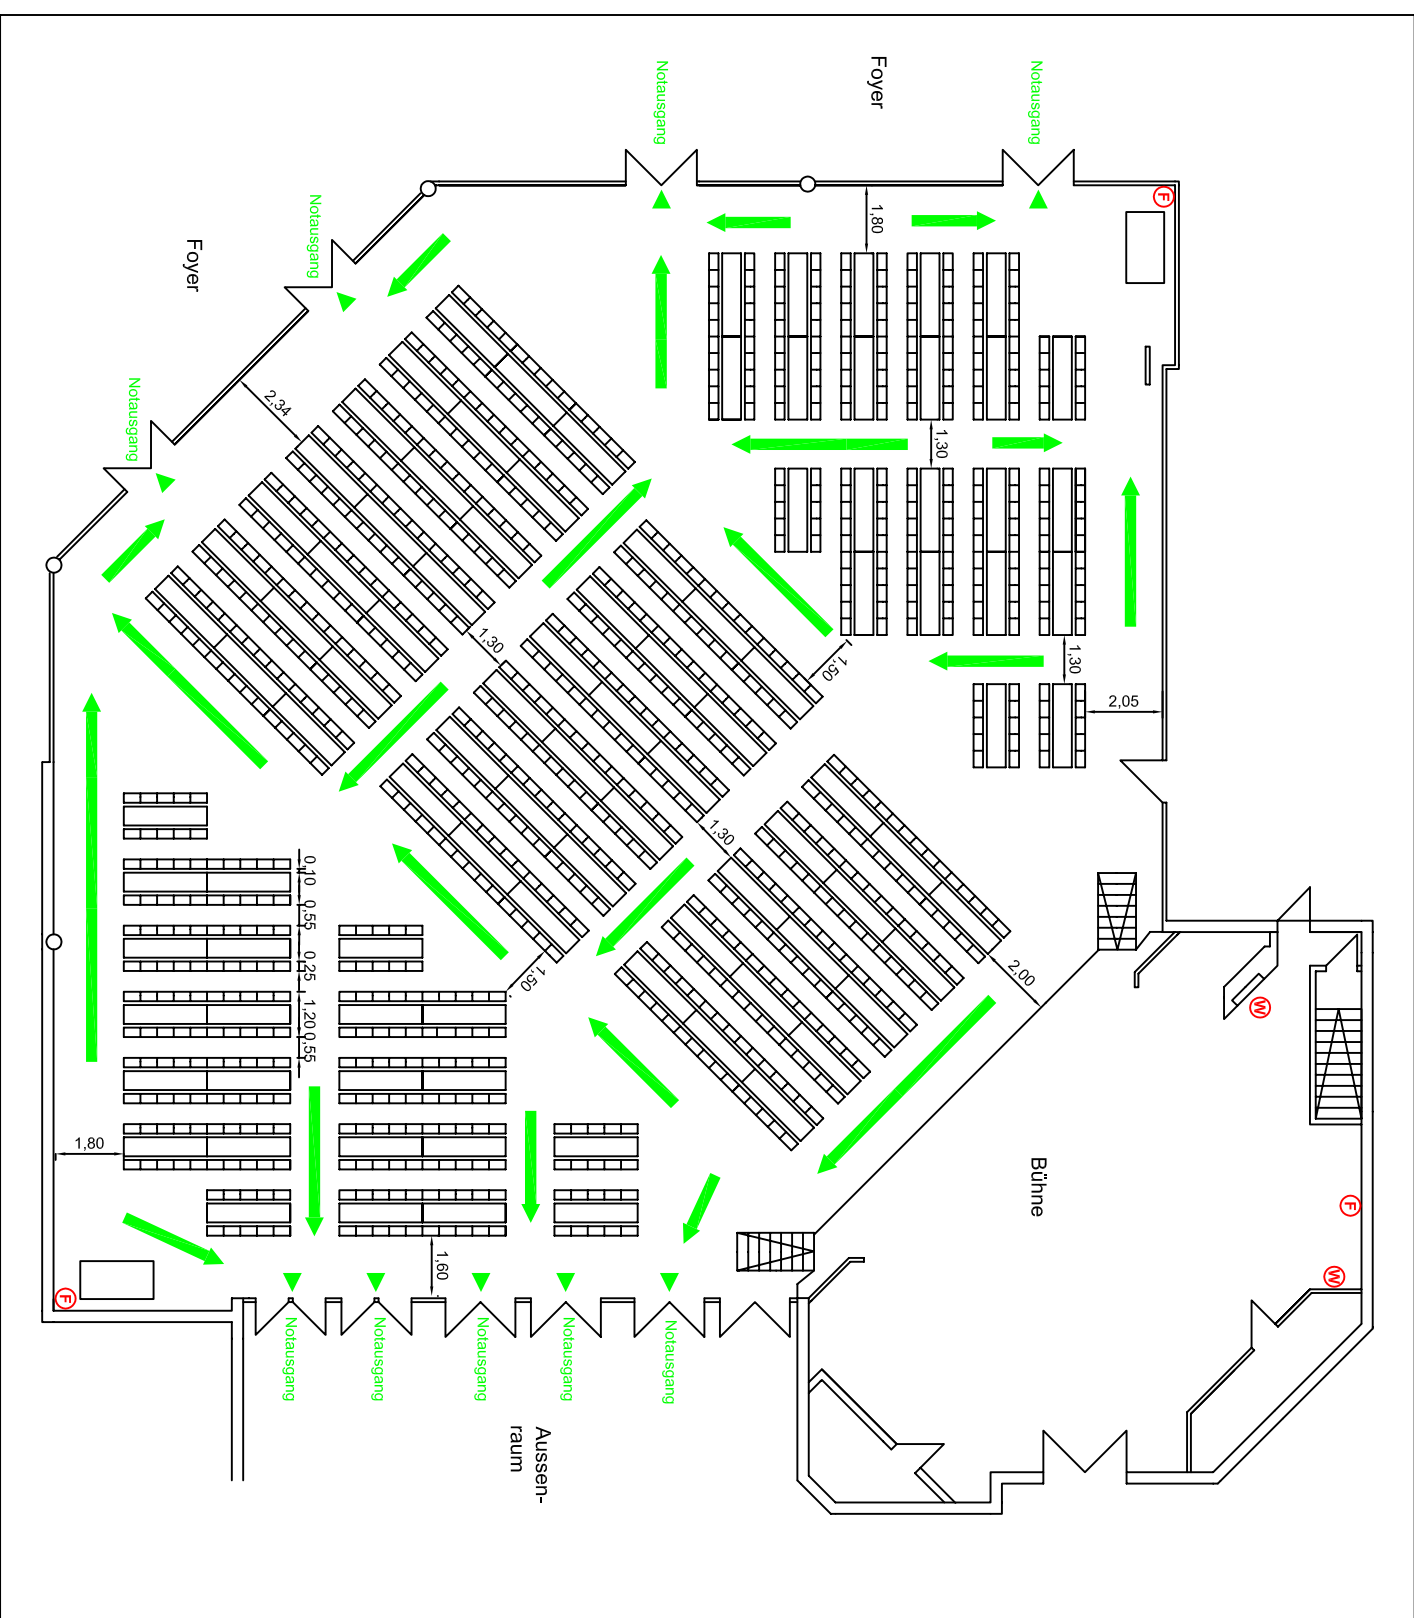 Notausgang
Foyer
Notausgang
F
1,80
Notausgang
Foyer
2,34
Notausgang
1,30
1,30
1,50
1,30
2,05
1,30
0,10
0,55
0,25
1,20
0,55
1,50
2,00
W
Bühne
F
W
1,80
1,60
F
Notausgang
Notausgang
Notausgang
Notausgang
Notausgang
Aussen-
raum